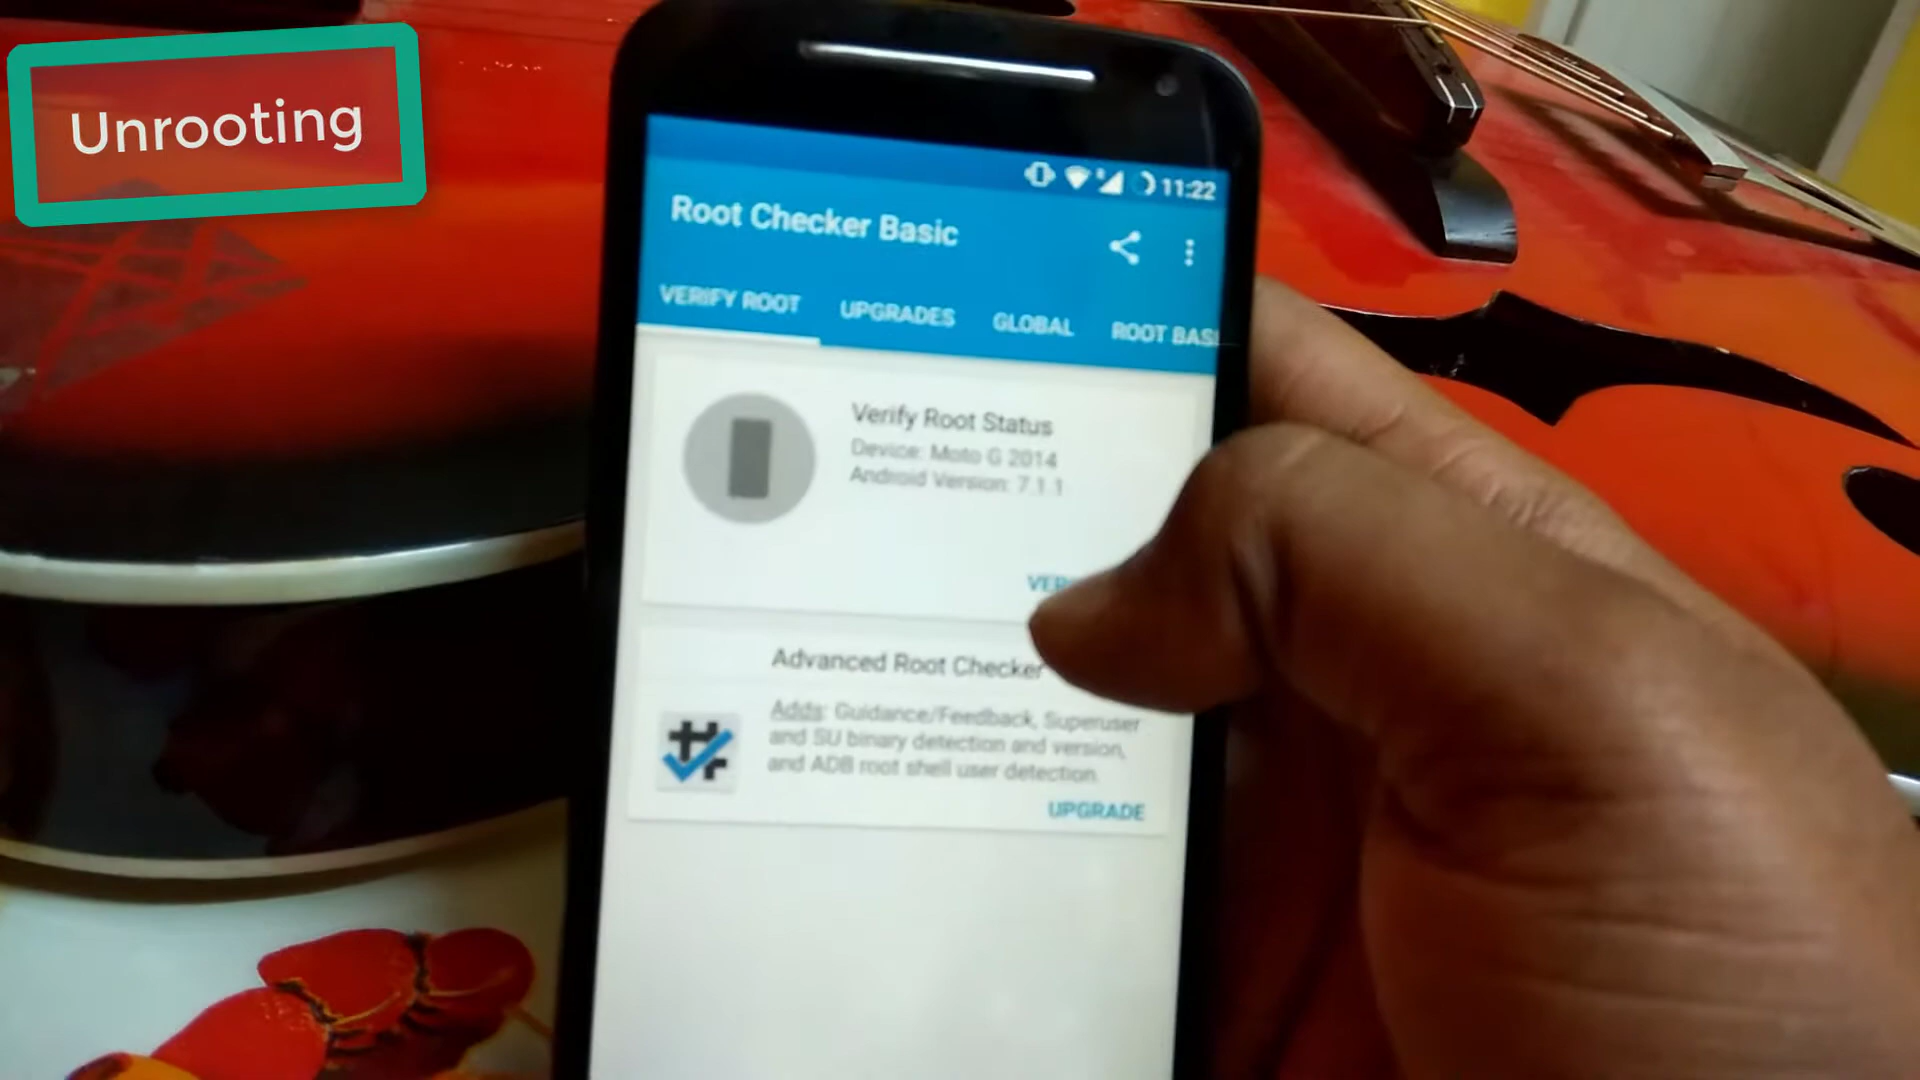 Unrooting
11:22
Root Checker Basic
VERIFY ROOT UPGRADES GLOBAL ROOT BASI
Verify Root Status
Device: Moto G 2014
Android Version: 7.1.1
Advanced Root Checker
Adds: Guidance/Feedback, Superuser
and SU binary detection and version,
and ADB root shell user detection.
UPGRADE